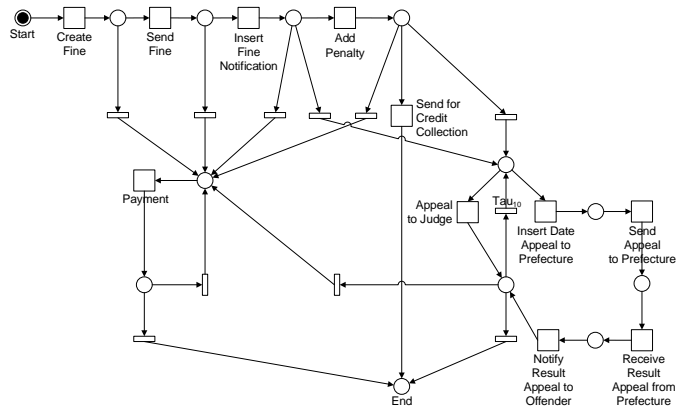 Start
Create
Fine
Send
Fine
Insert
Fine
Notification
Add
Penalty
Send for
Credit
Collection
Payment
Appeal
to Judge
Tau10
Insert Date
Appeal to
Prefecture
Send
Appeal
to Prefecture
Notify
Result
Appeal to
Offender
Receive
Result
Appeal from
Prefecture
End